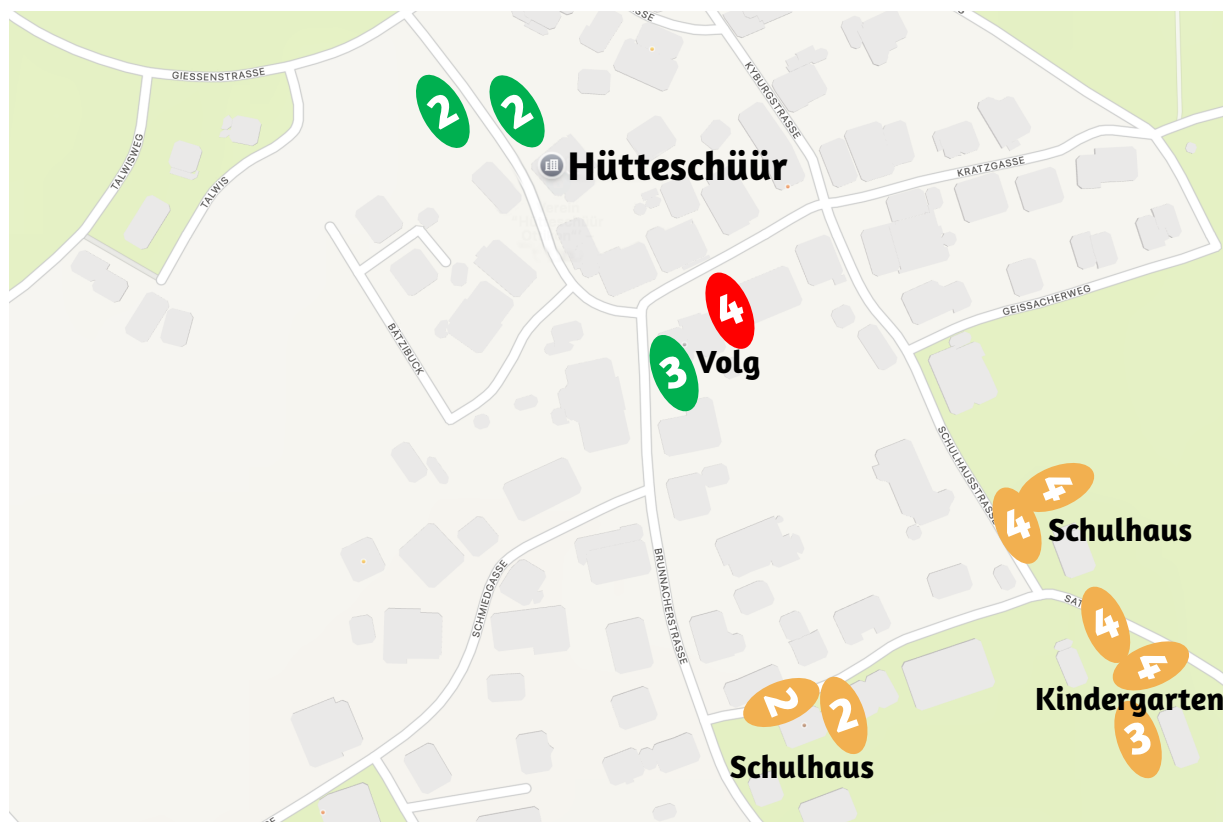 GIESSENSTRASSE
KYBURGSTRASSE
2
2
TALWISWEG
Hütteschüür
KRATZGASSE
TALWIS
GEISSACHERWEG
4
BÄTZIBUCK
3
Volg
SCHULHAUSSTRASSE
4
4
Schulhaus
BRUNNACHERSTRASSE
SCHMIEDGASSE
SAT
4
4
Kindergarten
2
2
3
Schulhaus